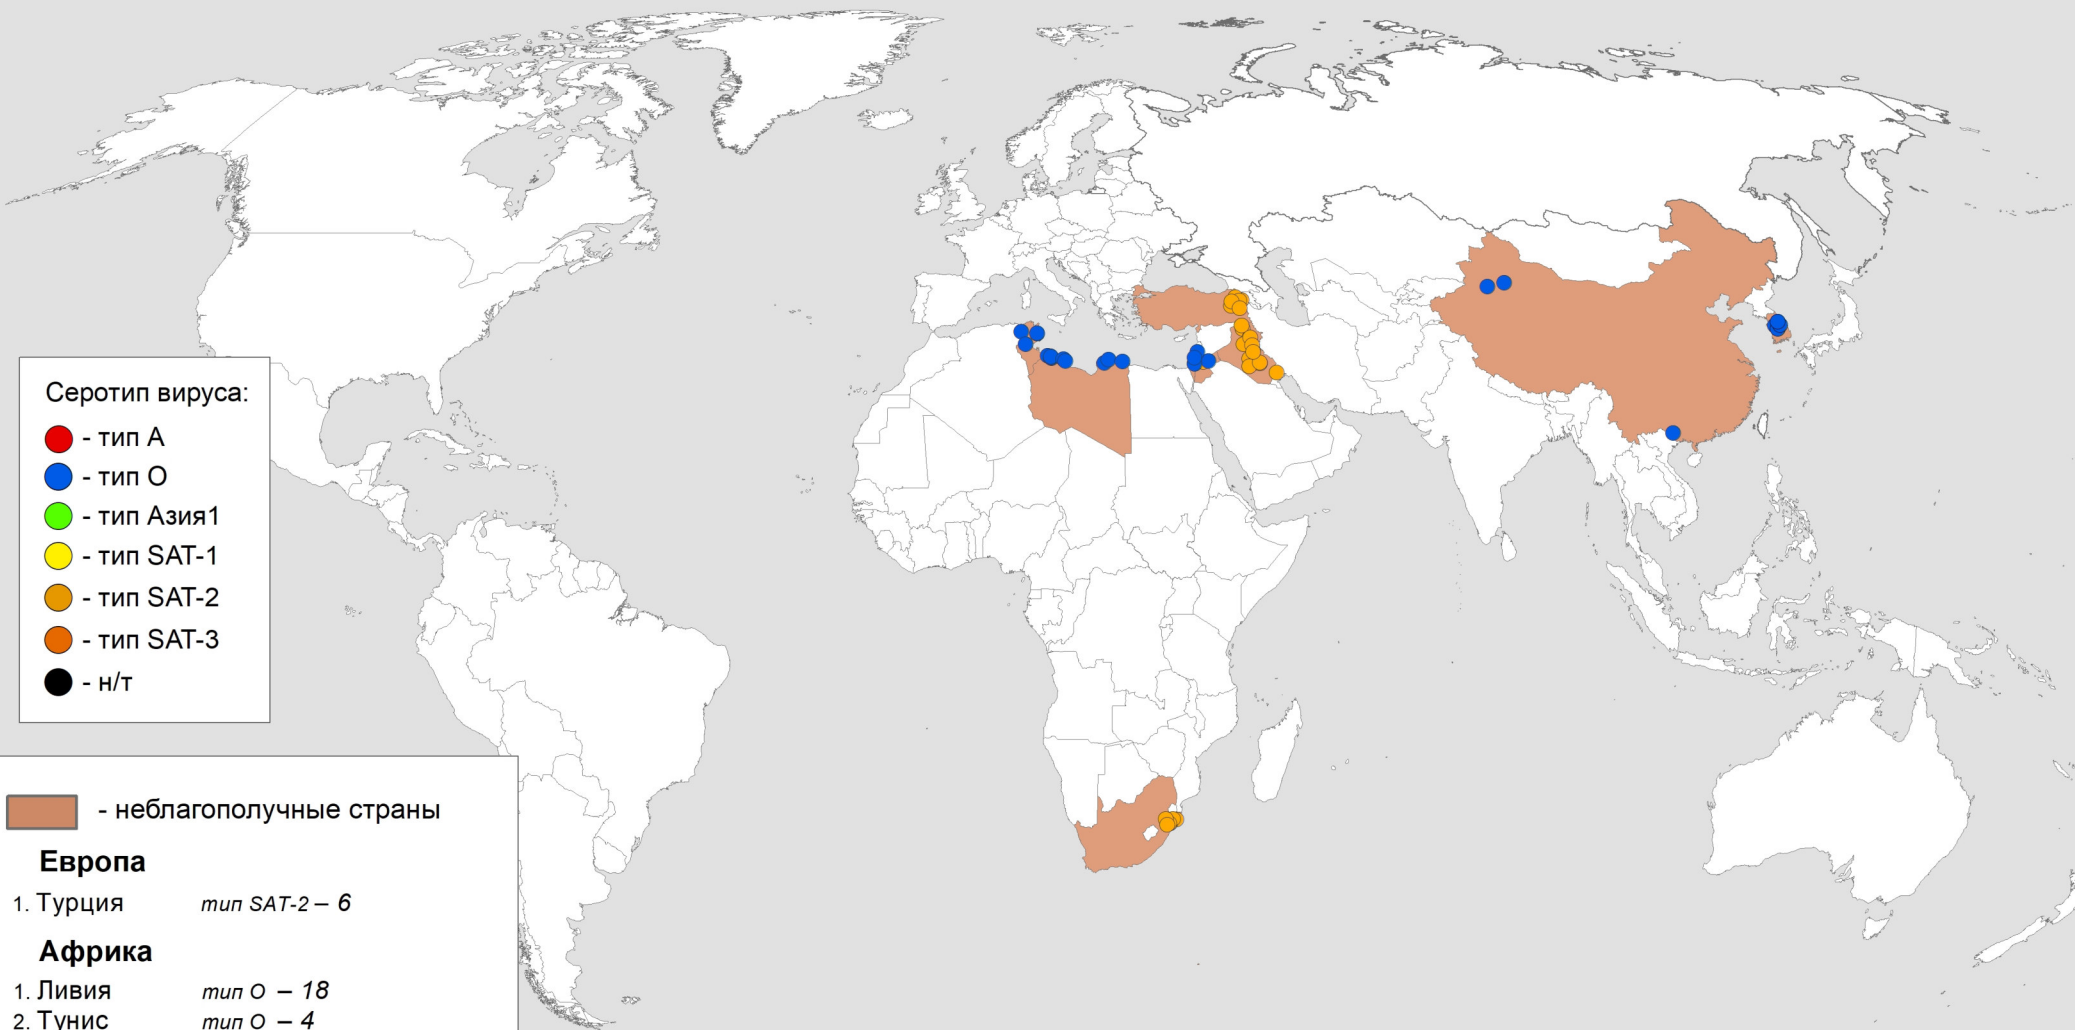 Серотип вируса:
- тип А
- тип О
- тип Азия1
- тип SAT-1
- тип SAT-2
- тип SAT-3
- н/т
- неблагополучные страны
Европа
1. Турция тип SAT-2 – 6
Африка
1. Ливия тип О – 18
2. Тунис тип О – 4